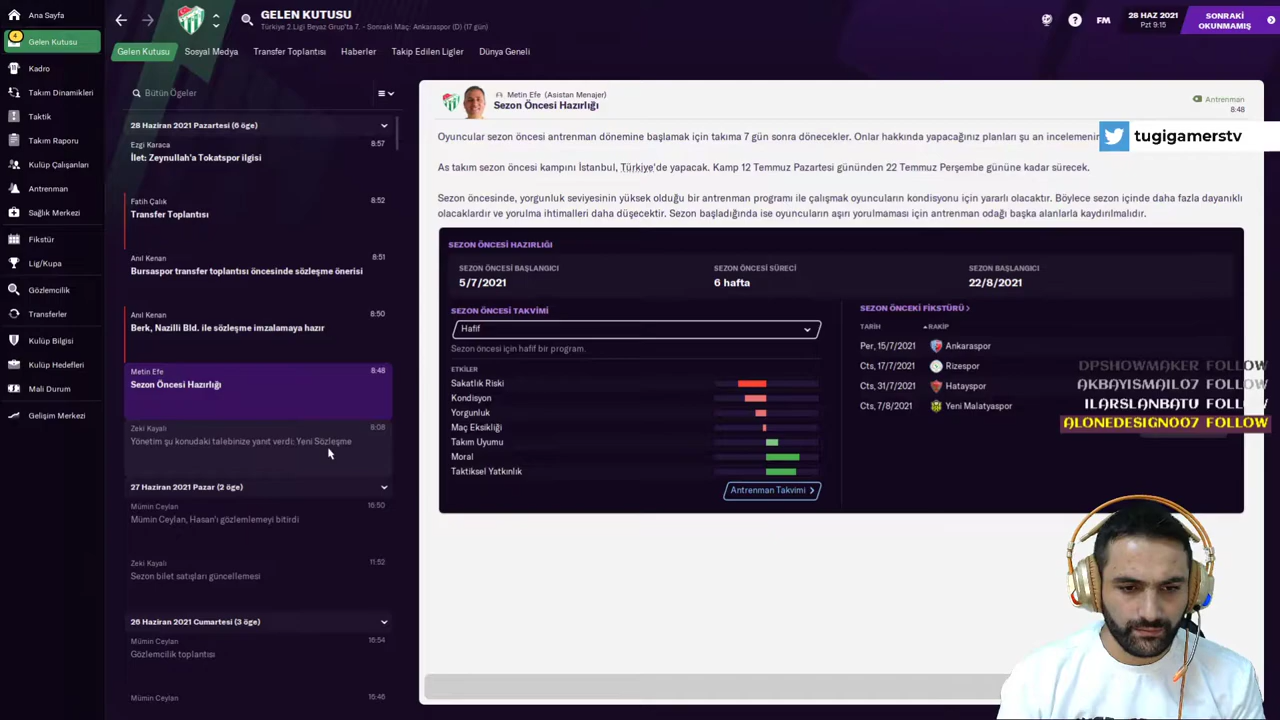 Ana Sayfa
4
Gelen Kutusu
Kadro
Takım Dinamikleri
Taktik
Takım Raporu
Kulüp Çalışanları
Antrenman
Sağlık Merkezi
Fikstür
Lig/Kupa
Gözlemcilik
Transferler
Kulüp Bilgisi
Kulüp Hedefleri
Mali Durum
Gelişim Merkezi
GELEN KUTUSU
Türkiye 2.Ligi Beyaz Grup'ta 7. - Sonraki Maç: Ankaraspor (D) (17 gün)
FM
28 HAZ 2021
Pzt 9:15
SONRAKİ
OKUNMAMIŞ
Gelen Kutusu
Sosyal Medya
Transfer Toplantısı
Haberler
Takip Edilen Ligler
Dünya Geneli
Bütün Ögeler
28 Haziran 2021 Pazartesi (6 öge)
Ezgi Karaca 8:57
İlet: Zeynullah'a Tokatspor ilgisi
Fatih Çalık 8:52
Transfer Toplantısı
Anıl Kenan 8:51
Bursaspor transfer toplantısı öncesinde sözleşme önerisi
Anıl Kenan 8:50
Berk, Nazilli Bld. ile sözleşme imzalamaya hazır
Metin Efe 8:48
Sezon Öncesi Hazırlığı
Zeki Kayalı 8:08
Yönetim şu konudaki talebinize yanıt verdi: Yeni Sözleşme
27 Haziran 2021 Pazar (2 öge)
Mümin Ceylan 16:50
Mümin Ceylan, Hasan'ı gözlemlemeyi bitirdi
Zeki Kayalı 11:52
Sezon bilet satışları güncellemesi
26 Haziran 2021 Cumartesi (3 öge)
Mümin Ceylan 16:54
Gözlemcilik toplantısı
Mümin Ceylan 16:46
Metin Efe (Asistan Menajer)
Sezon Öncesi Hazırlığı
Antrenman
8:48
Oyuncular sezon öncesi antrenman dönemine başlamak için takıma 7 gün sonra dönecekler. Onlar hakkında yapacağınız planları şu an incelemenin
tugigamerstv
As takım sezon öncesi kampını İstanbul, Türkiye'de yapacak. Kamp 12 Temmuz Pazartesi gününden 22 Temmuz Perşembe gününe kadar sürecek.
Sezon öncesinde, yorgunluk seviyesinin yüksek olduğu bir antrenman programı ile çalışmak oyuncuların kondisyonu için yararlı olacaktır. Böylece sezon içinde daha fazla dayanıklı
olacaktır ve yorulma ihtimalleri daha düşecektir. Sezon başladığında ise oyuncuların aşırı yorulmaması için antrenman odağı başka alanlarla kaydırılmalıdır.
SEZON ÖNCESİ HAZIRLIĞI
SEZON ÖNCESİ BAŞLANGICI
5/7/2021
SEZON ÖNCESİ SÜRECİ
6 hafta
SEZON BAŞLANGICI
22/8/2021
SEZON ÖNCESİ TAKVİMİ
Hafif
Sezon öncesi için hafif bir program.
ETKİLER
Sakatlık Riski
Kondisyon
Yorgunluk
Maç Eksikliği
Takım Uyumu
Moral
Taktiksel Yatkınlık
Antrenman Takvimi
SEZON ÖNCEKİ FİKSTÜRÜ
TARİH RAKİP
Per, 15/7/2021 Ankaraspor
Cts, 17/7/2021 Rizespor
Cts, 31/7/2021 Hatayspor
Cts, 7/8/2021 Yeni Malatyaspor
DPSHOWMAKER FOLLOW
AKBAYISMAIL07 FOLLOW
ILARSLANBATU FOLLOW
ALONEDESIGN007 FOLLOW